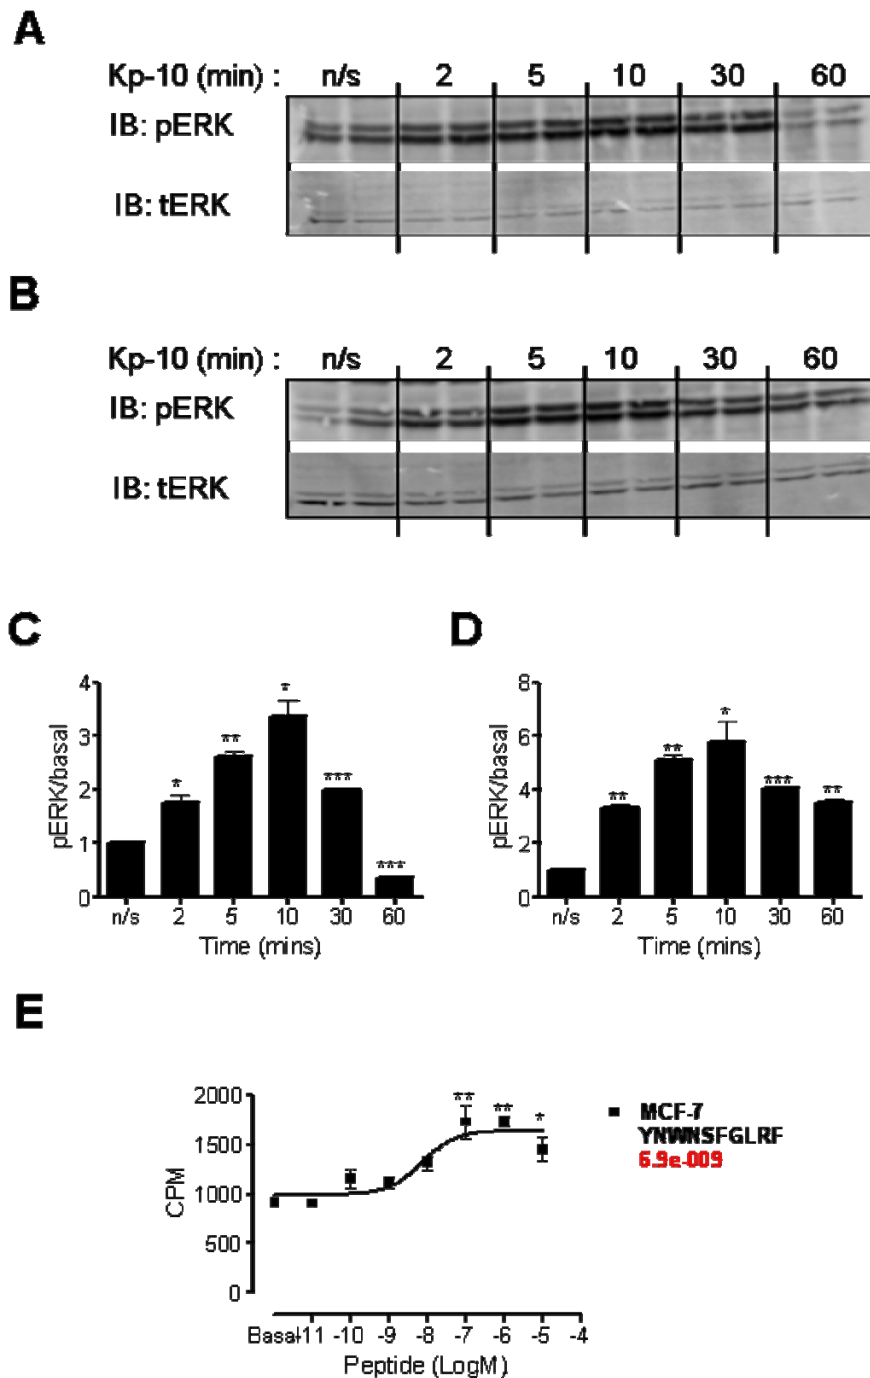 A
Kp-10 (min) : n/s 2 5 10 30 60
IB: pERK
IB: tERK
B
Kp-10 (min) : n/s 2 5 10 30 60
IB: pERK
IB: tERK
C
D
4
3
2
1
0
pERK/basal
* ** * *** ***
n/s 2 5 10 30 60
Time (mins)
8
6
4
2
0
pERK/basal
** ** * *** **
n/s 2 5 10 30 60
Time (mins)
E
2000
1500
1000
500
0
CPM
** ** *
Basal -11 -10 -9 -8 -7 -6 -5 -4
Peptide (LogM)
MCF-7
YNWNSFGLRF
6.9e-009